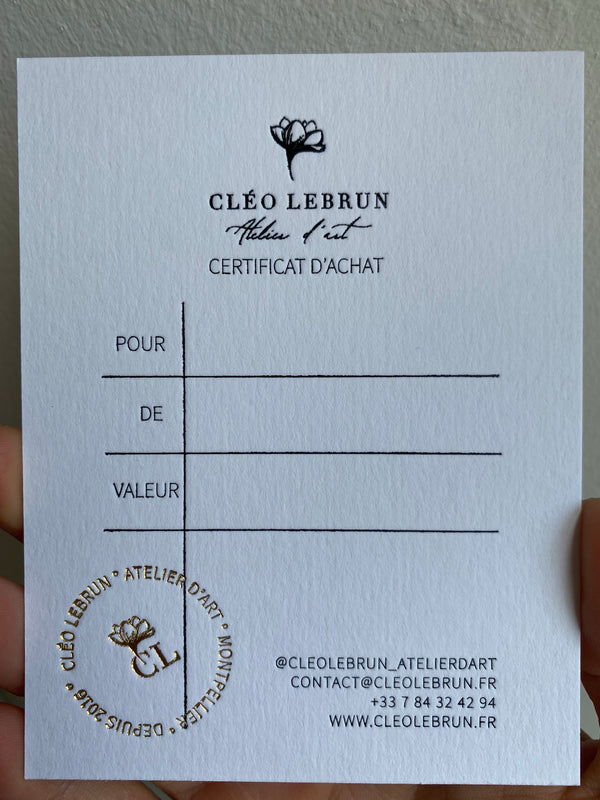 CLÉO LEBRUN
Atelier d'art
CERTIFICAT D'ACHAT
POUR
DE
VALEUR
CLÉO LEBRUN ° ATELIER D'ART ° MONTPELLIER ° DEPUIS 2016 °
CL
@CLEOLEBRUN_ATELIERDART
CONTACT@CLEOLEBRUN.FR
+33 7 84 32 42 94
WWW.CLEOLEBRUN.FR